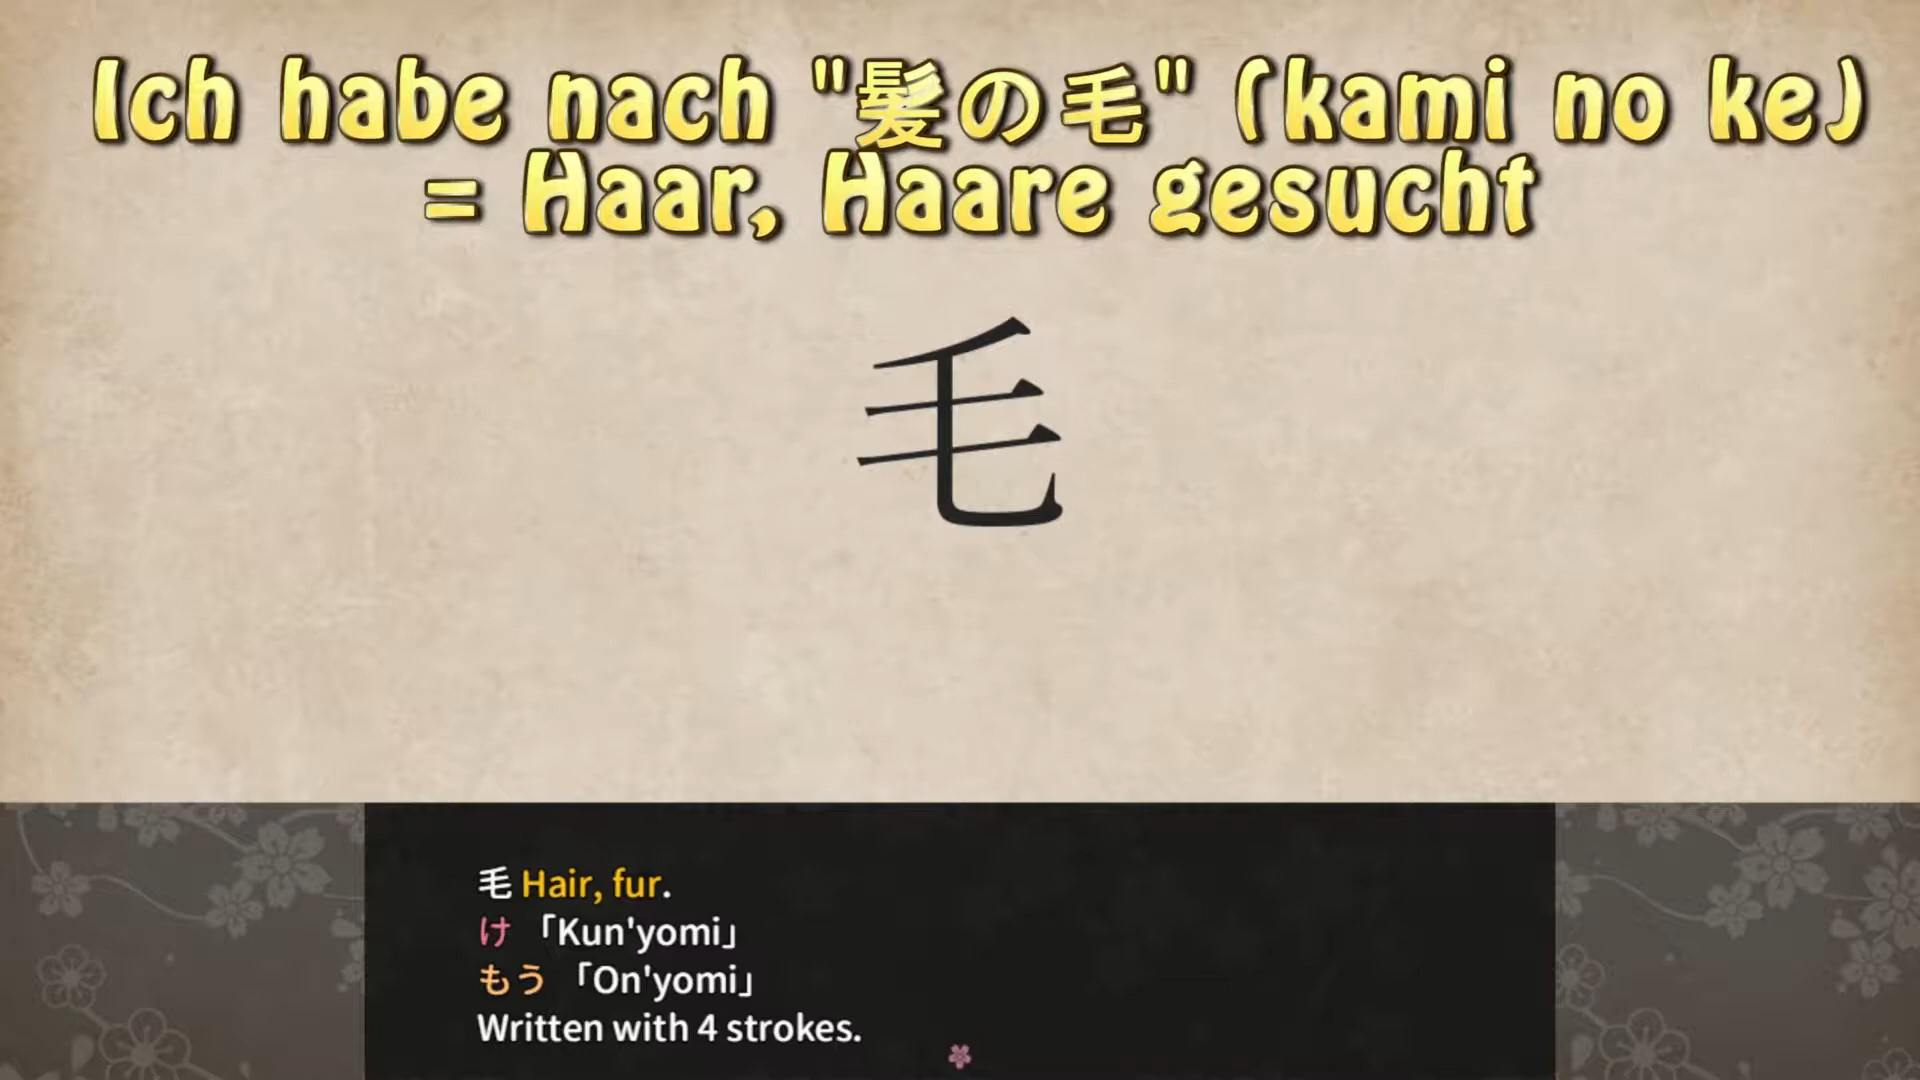 Ich habe nach "髪の毛" (kami no ke)
= Haar, Haare gesucht
毛
毛 Hair, fur.
け 「Kun'yomi」
もう 「On'yomi」
Written with 4 strokes.